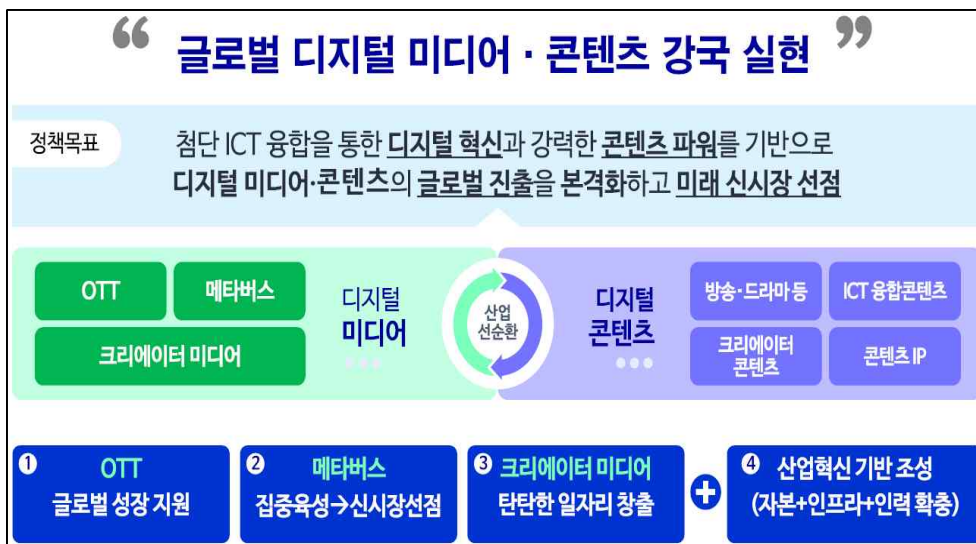 “ 글로벌 디지털 미디어 · 콘텐츠 강국 실현 ”
정책목표
첨단 ICT 융합을 통한 디지털 혁신과 강력한 콘텐츠 파워를 기반으로
디지털 미디어·콘텐츠의 글로벌 진출을 본격화하고 미래 신시장 선점
OTT
메타버스
크리에이터 미디어
디지털
미디어
산업
선순환
디지털
콘텐츠
방송·드라마 등
ICT 융합콘텐츠
크리에이터
콘텐츠
콘텐츠 IP
1 OTT
글로벌 성장 지원
2 메타버스
집중육성→신시장선점
3 크리에이터 미디어
탄탄한 일자리 창출
+
4 산업혁신 기반 조성
(자본+인프라+인력 확충)